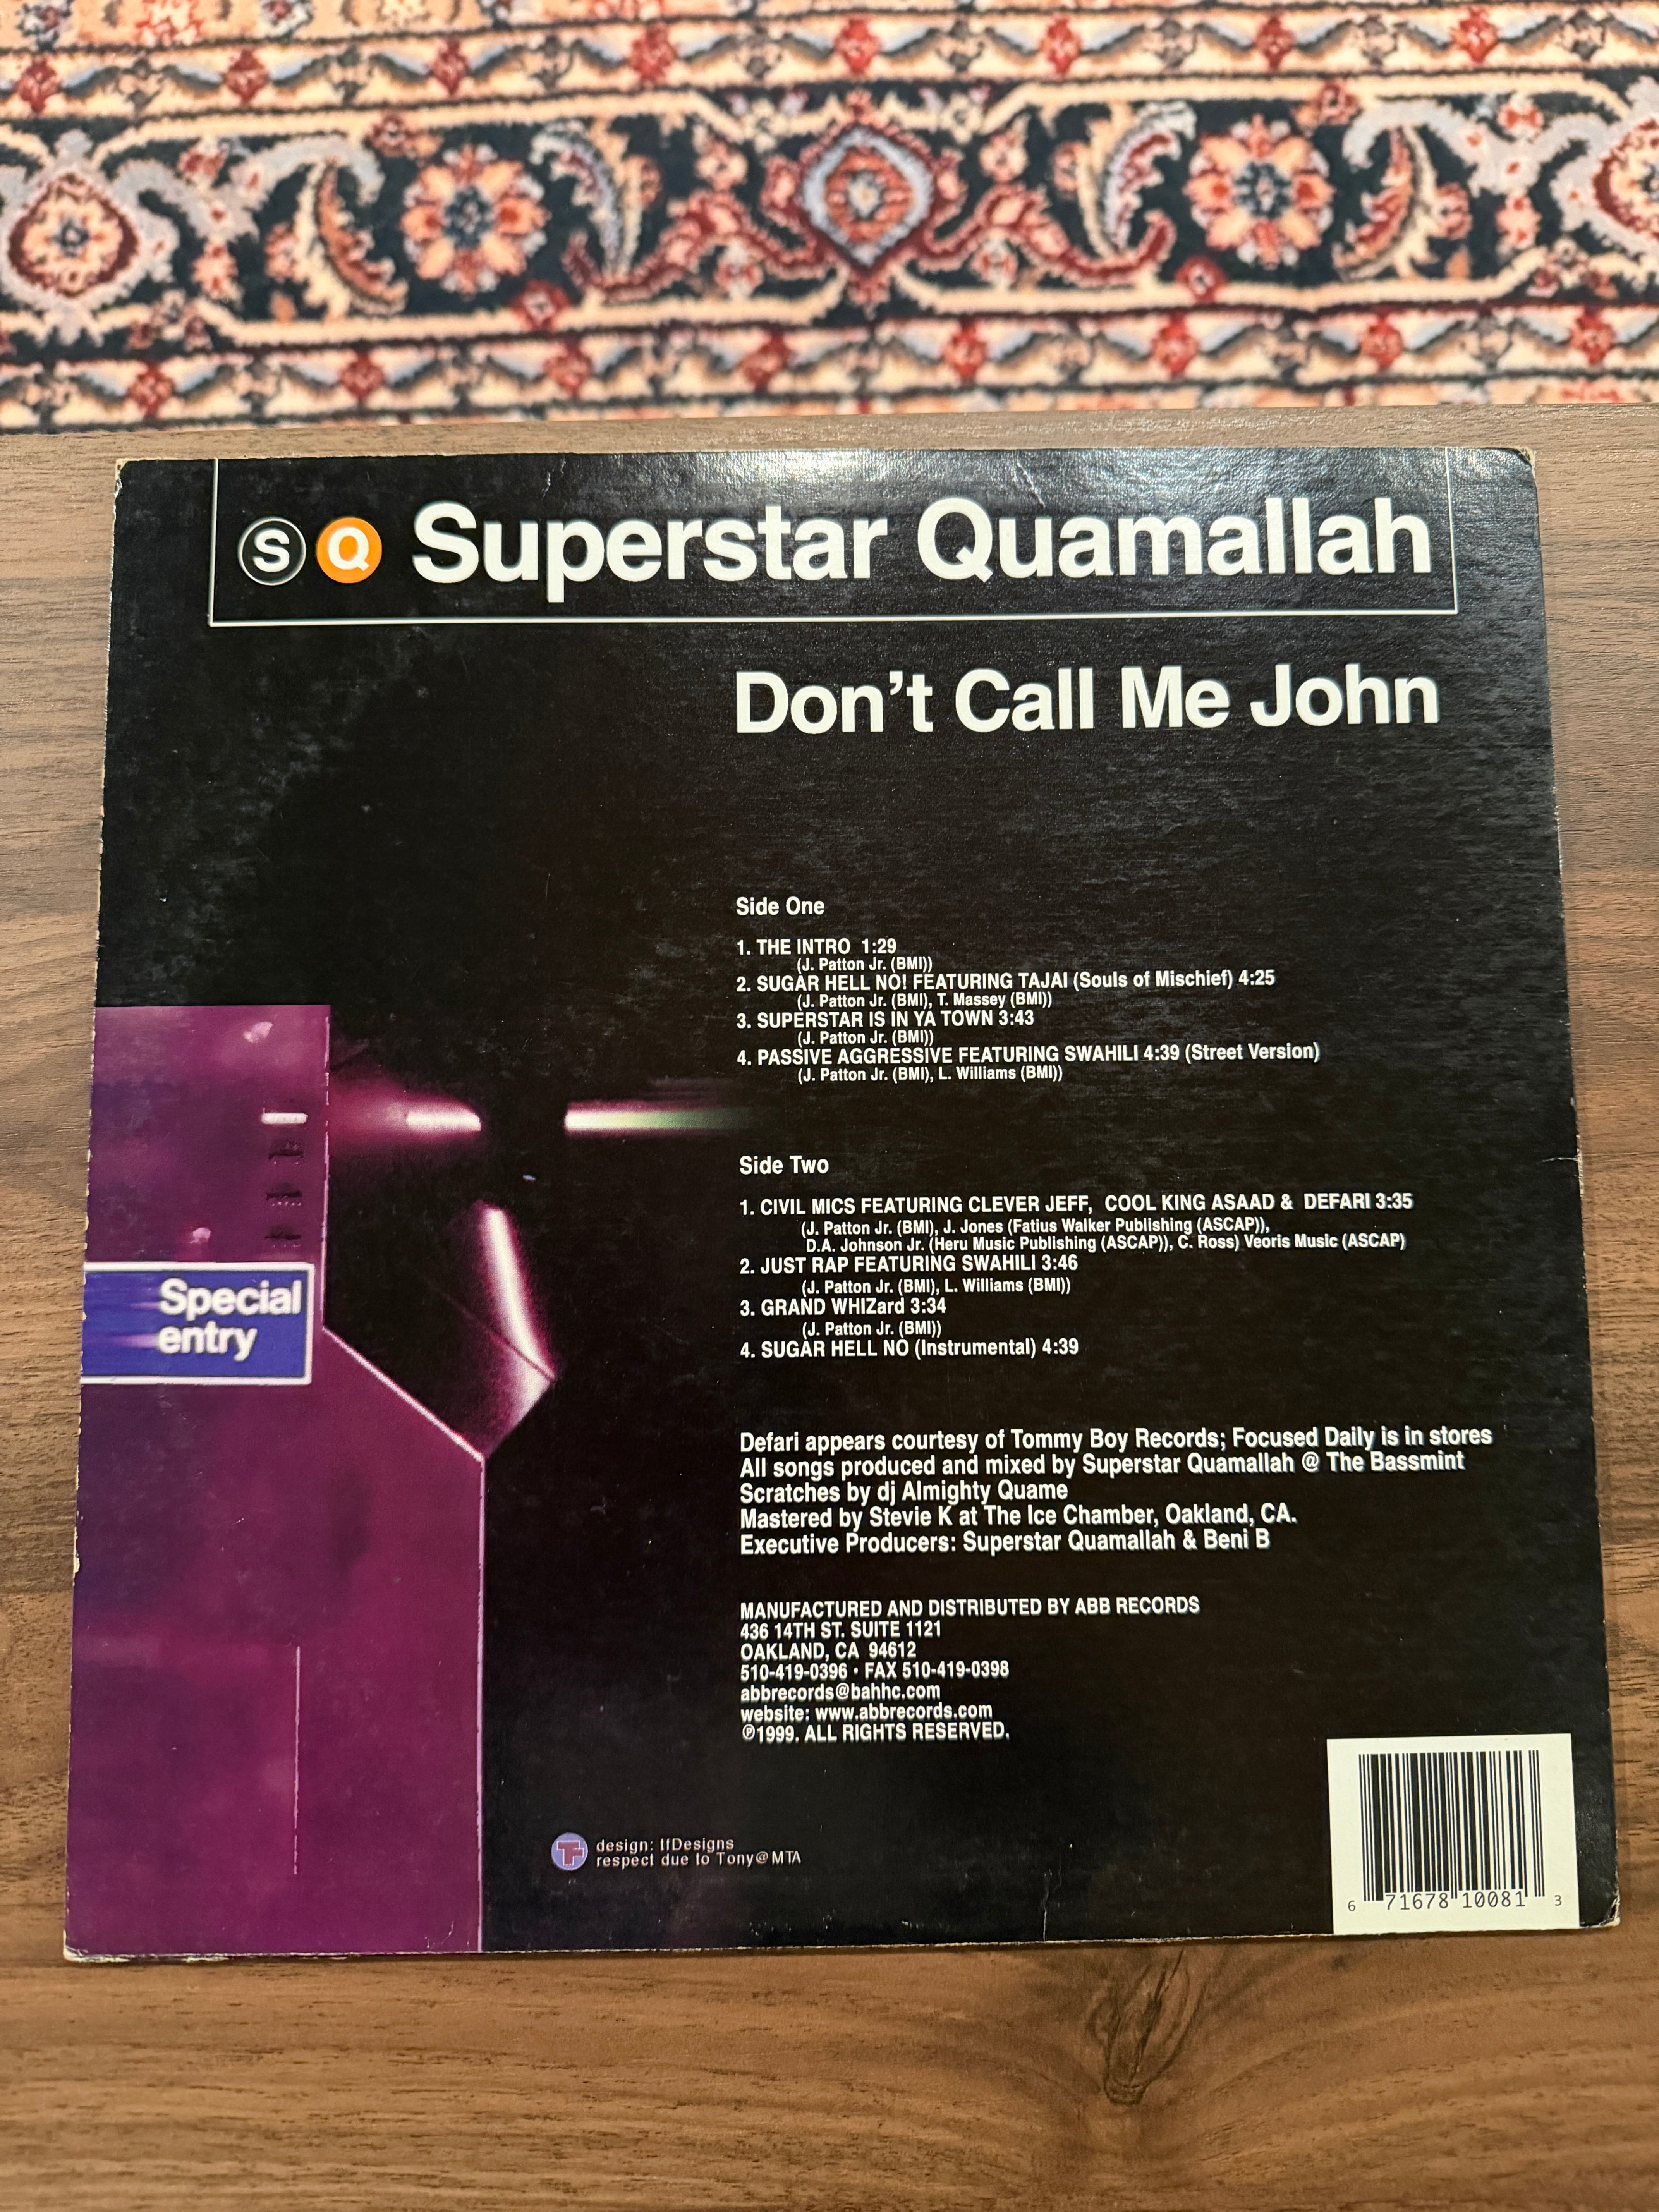 S Q Superstar Quamallah
Don't Call Me John
Side One
1. THE INTRO 1:29
(J. Patton Jr. (BMI))
2. SUGAR HELL NO! FEATURING TAJAI (Souls of Mischief) 4:25
(J. Patton Jr. (BMI), T. Massey (BMI))
3. SUPERSTAR IS IN YA TOWN 3:43
(J. Patton Jr. (BMI))
4. PASSIVE AGGRESSIVE FEATURING SWAHILI 4:39 (Street Version)
(J. Patton Jr. (BMI), L. Williams (BMI))
Side Two
1. CIVIL MICS FEATURING CLEVER JEFF, COOL KING ASAAD & DEFARI 3:35
(J. Patton Jr. (BMI), J. Jones (Fatius Walker Publishing (ASCAP)),
D.A. Johnson Jr. (Heru Music Publishing (ASCAP)), C. Ross) Veoris Music (ASCAP)
2. JUST RAP FEATURING SWAHILI 3:46
(J. Patton Jr. (BMI), L. Williams (BMI))
3. GRAND WHIZard 3:34
(J. Patton Jr. (BMI))
4. SUGAR HELL NO (Instrumental) 4:39
Special
entry
Defari appears courtesy of Tommy Boy Records; Focused Daily is in stores
All songs produced and mixed by Superstar Quamallah @ The Bassmint
Scratches by dj Almighty Quame
Mastered by Stevie K at The Ice Chamber, Oakland, CA.
Executive Producers: Superstar Quamallah & Beni B
MANUFACTURED AND DISTRIBUTED BY ABB RECORDS
436 14TH ST. SUITE 1121
OAKLAND, CA 94612
510-419-0396 • FAX 510-419-0398
abbrecords@bahhc.com
website: www.abbrecords.com
℗1999. ALL RIGHTS RESERVED.
design: Designs
respect due to Tony@MTA
6 71678 10081 3